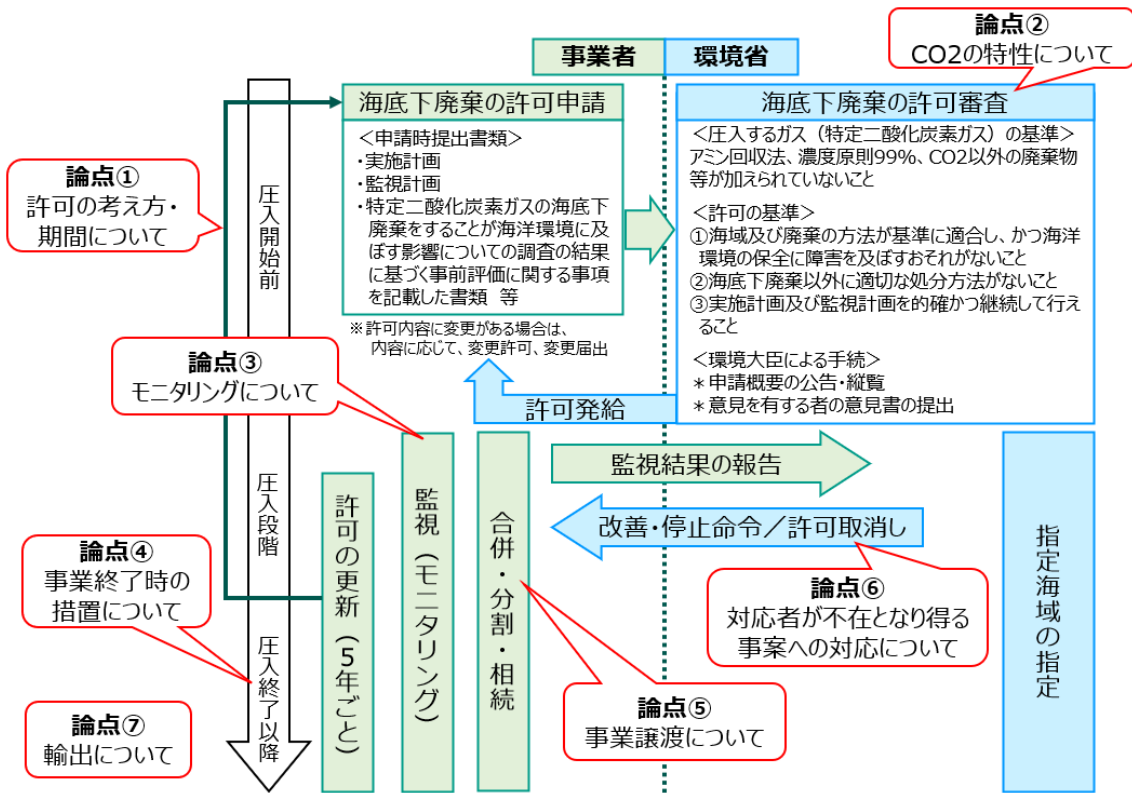 事業者
環境省
論点②
CO2の特性について
海底下廃棄の許可申請
<申請時提出書類>
・実施計画
・監視計画
・特定二酸化炭素ガスの海底下
廃棄をすることが海洋環境に及
ぼす影響についての調査の結果
に基づく事前評価に関する事項
を記載した書類 等
※許可内容に変更がある場合は、
内容に応じて、変更許可、変更届出
海底下廃棄の許可審査
<圧入するガス(特定二酸化炭素ガス)の基準>
アミン回収法、濃度原則99%、CO2以外の廃棄物
等が加えられていないこと
<許可の基準>
①海域及び廃棄の方法が基準に適合し、かつ海洋
環境の保全に障害を及ぼすおそれがないこと
②海底下廃棄以外に適切な処分方法がないこと
③実施計画及び監視計画を的確かつ継続して行え
ること
<環境大臣による手続>
＊申請概要の公告・縦覧
＊意見を有する者の意見書の提出
論点①
許可の考え方・
期間について
圧入開始前
論点③
モニタリングについて
許可発給
圧入段階
許可の更新(5年ごと)
監視(モニタリング)
合併・分割・相続
監視結果の報告
改善・停止命令／許可取消し
指定海域の指定
論点④
事業終了時の
措置について
論点⑥
対応者が不在となり得る
事案への対応について
圧入終了以降
論点⑤
事業譲渡について
論点⑦
輸出について